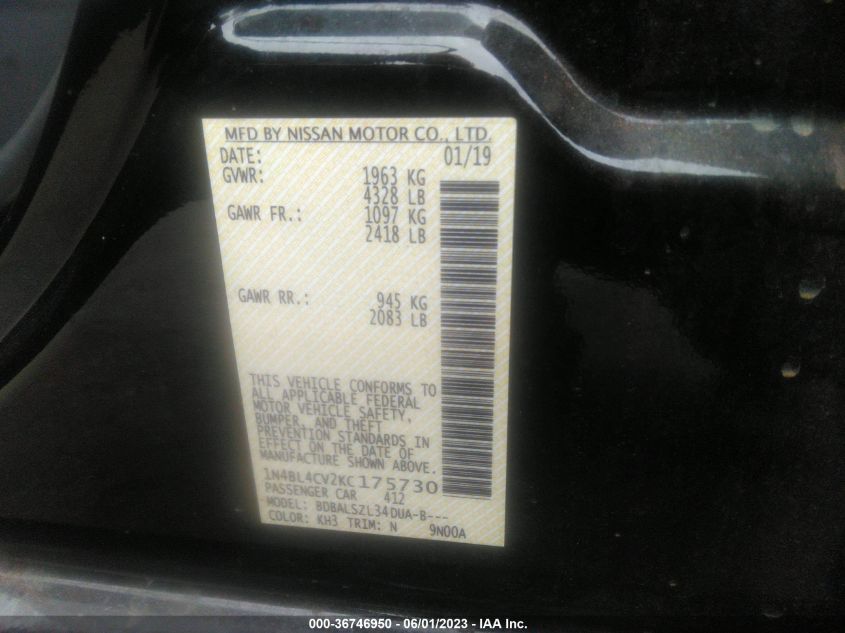 MFD BY NISSAN MOTOR CO., LTD.
DATE: 01/19
GVWR: 1963 KG
4328 LB
GAWR FR.: 1097 KG
2418 LB
GAWR RR.: 945 KG
2083 LB
THIS VEHICLE CONFORMS TO
ALL APPLICABLE FEDERAL
MOTOR VEHICLE SAFETY,
BUMPER, AND THEFT
PREVENTION STANDARDS IN
EFFECT ON THE DATE OF
MANUFACTURE SHOWN ABOVE.
1N4BL4CV2KC175730
PASSENGER CAR 412
MODEL: BDBALSZL34DUA-B---
COLOR: KH3 TRIM: N 9N00A
000-36746950 - 06/01/2023 - IAA Inc.